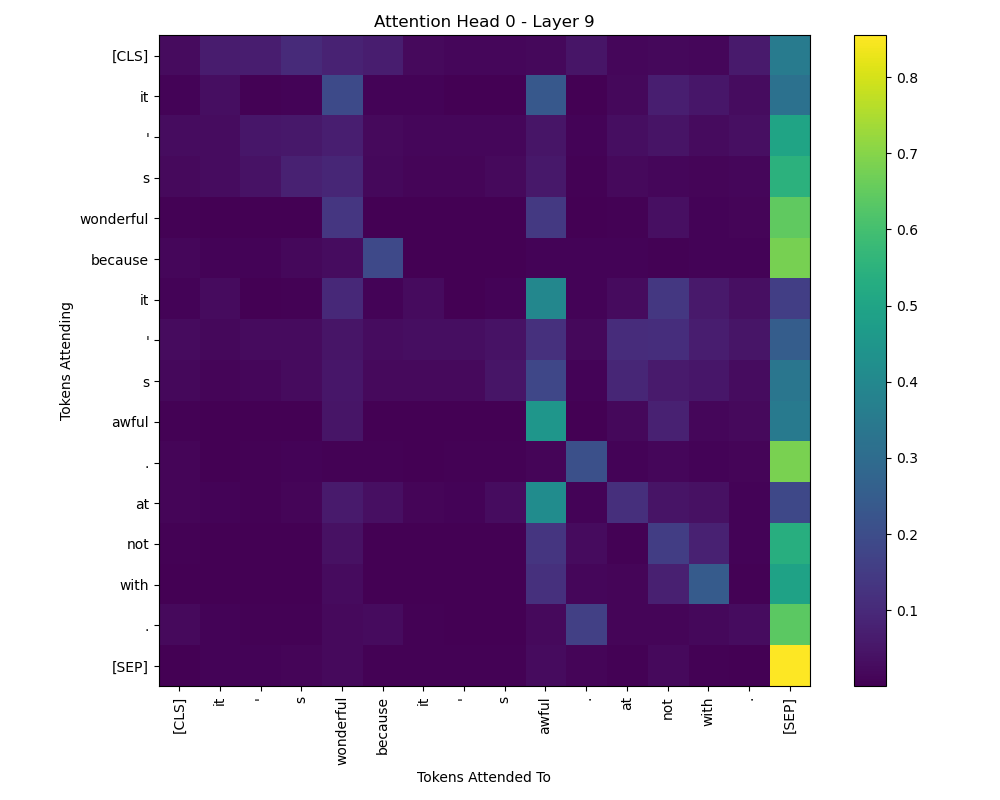 Attention Head 0 - Layer 9
[CLS]
it
'
s
wonderful
because
it
'
s
awful
.
at
not
with
.
[SEP]
Tokens Attending
[CLS]
it
'
s
wonderful
because
it
'
s
awful
.
at
not
with
.
[SEP]
Tokens Attended To
0.8
0.7
0.6
0.5
0.4
0.3
0.2
0.1